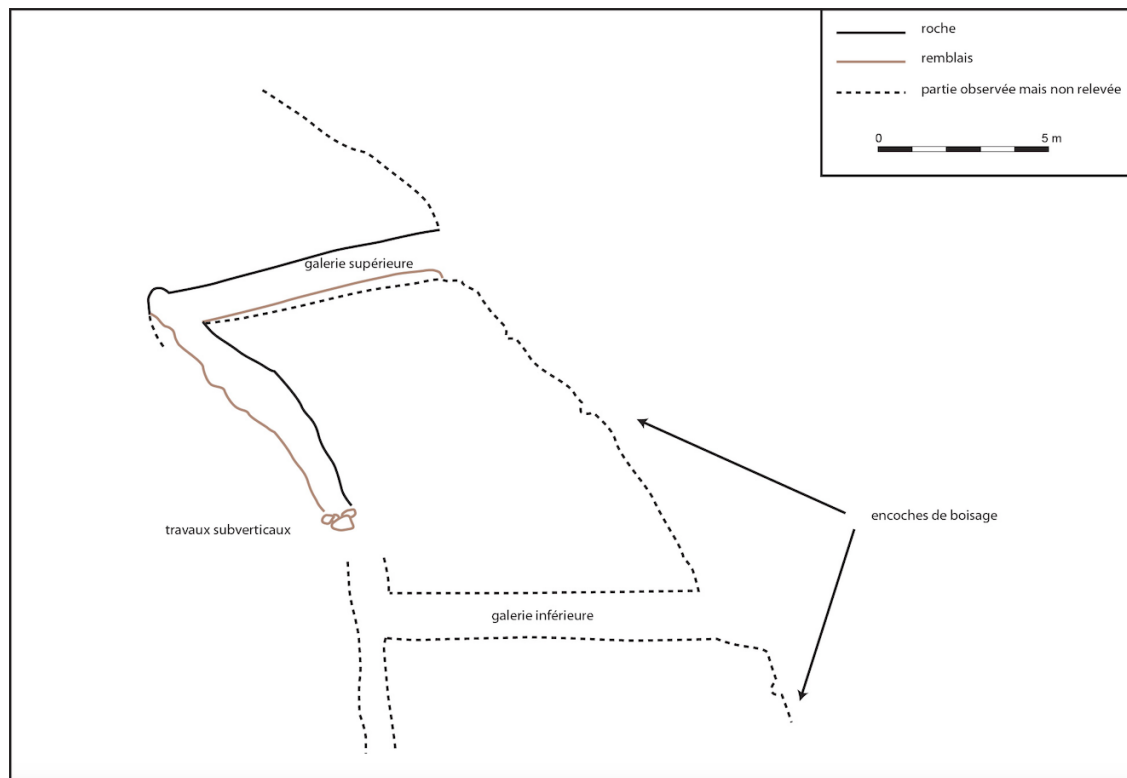 roche
remblais
partie observée mais non relevée
0 5 m
galerie supérieure
travaux subverticaux
encoches de boisage
galerie inférieure